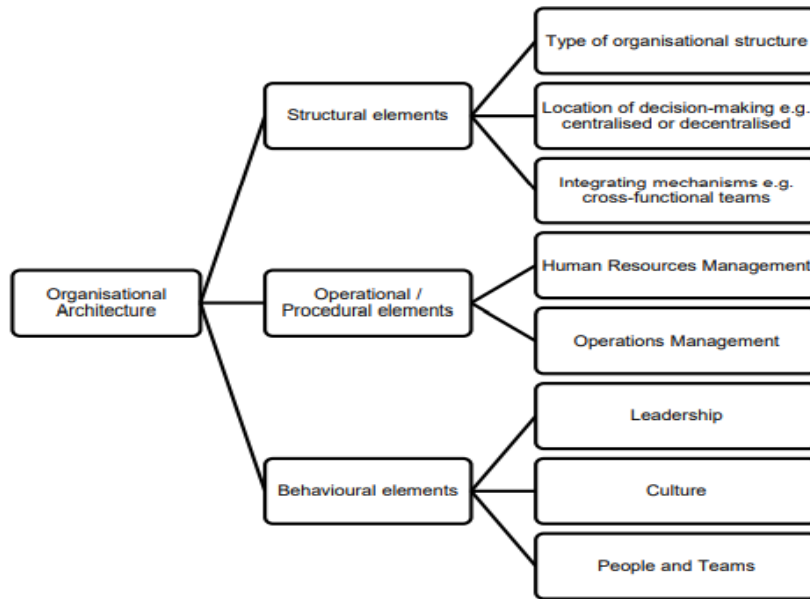 Type of organisational structure
Structural elements
Location of decision-making e.g.
centralised or decentralised
Integrating mechanisms e.g.
cross-functional teams
Organisational
Architecture
Operational /
Procedural elements
Human Resources Management
Operations Management
Behavioural elements
Leadership
Culture
People and Teams